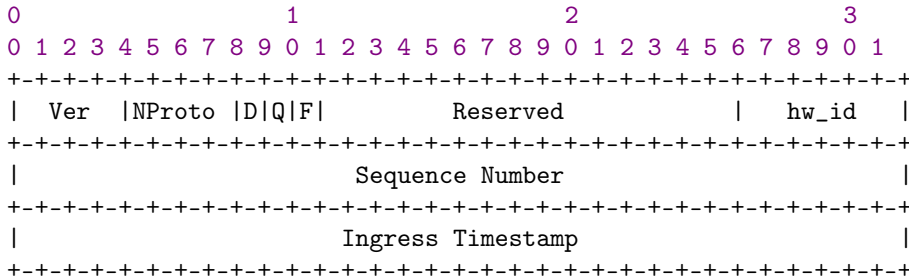 0                   1                   2                   3
0 1 2 3 4 5 6 7 8 9 0 1 2 3 4 5 6 7 8 9 0 1 2 3 4 5 6 7 8 9 0 1
+-+-+-+-+-+-+-+-+-+-+-+-+-+-+-+-+-+-+-+-+-+-+-+-+-+-+-+-+-+-+-+-+
|  Ver  |NProto |D|Q|F|         Reserved            |   hw_id   |
+-+-+-+-+-+-+-+-+-+-+-+-+-+-+-+-+-+-+-+-+-+-+-+-+-+-+-+-+-+-+-+-+
|                        Sequence Number                        |
+-+-+-+-+-+-+-+-+-+-+-+-+-+-+-+-+-+-+-+-+-+-+-+-+-+-+-+-+-+-+-+-+
|                       Ingress Timestamp                       |
+-+-+-+-+-+-+-+-+-+-+-+-+-+-+-+-+-+-+-+-+-+-+-+-+-+-+-+-+-+-+-+-+